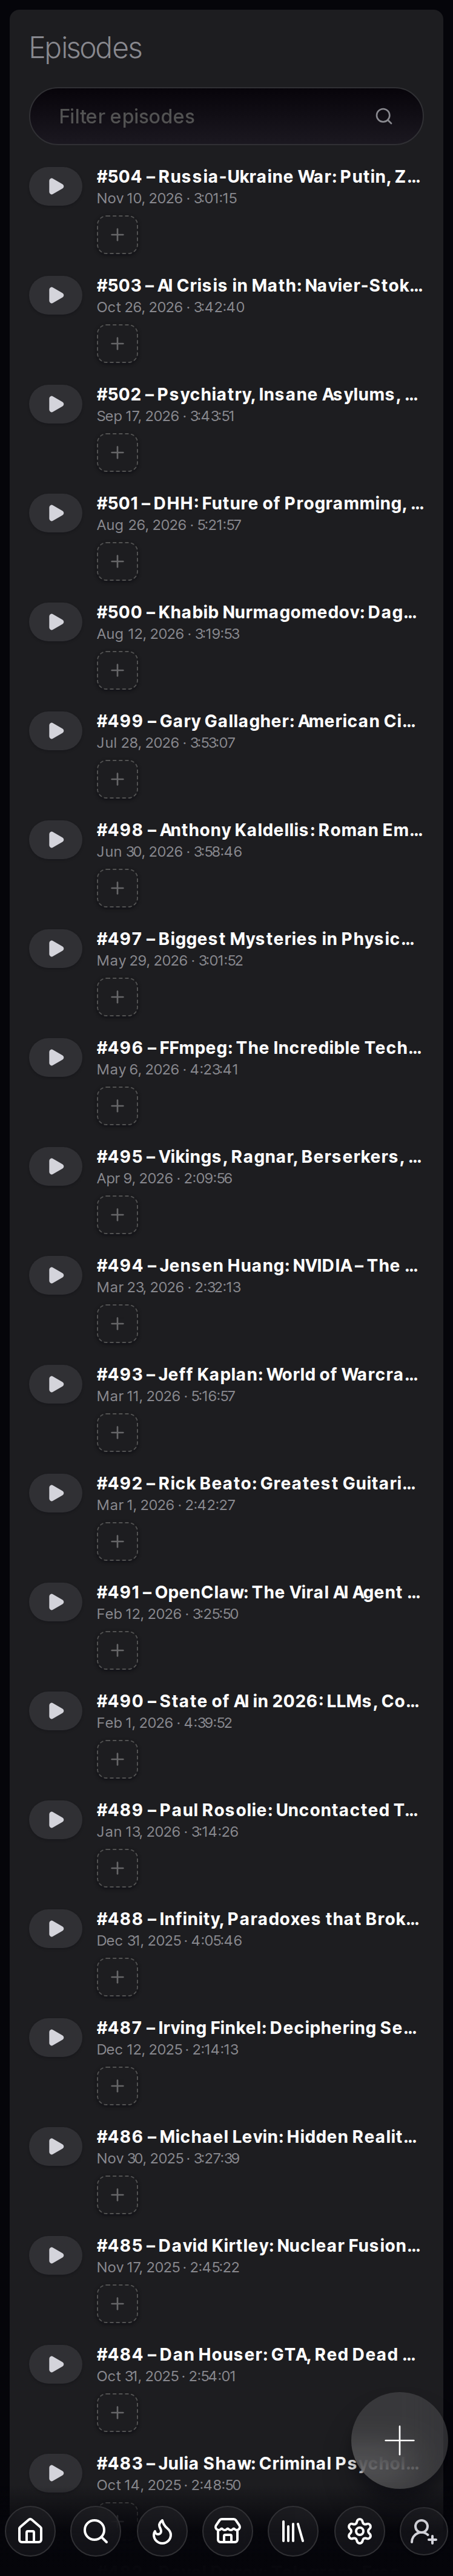 Episodes
Filter episodes
#504 – Russia-Ukraine War: Putin, Z...
Nov 10, 2026 · 3:01:15
#503 – AI Crisis in Math: Navier-Stok...
Oct 26, 2026 · 3:42:40
#502 – Psychiatry, Insane Asylums, ...
Sep 17, 2026 · 3:43:51
#501 – DHH: Future of Programming, ...
Aug 26, 2026 · 5:21:57
#500 – Khabib Nurmagomedov: Dag...
Aug 12, 2026 · 3:19:53
#499 – Gary Gallagher: American Ci...
Jul 28, 2026 · 3:53:07
#498 – Anthony Kaldellis: Roman Em...
Jun 30, 2026 · 3:58:46
#497 – Biggest Mysteries in Physic...
May 29, 2026 · 3:01:52
#496 – FFmpeg: The Incredible Tech...
May 6, 2026 · 4:23:41
#495 – Vikings, Ragnar, Berserkers, ...
Apr 9, 2026 · 2:09:56
#494 – Jensen Huang: NVIDIA – The ...
Mar 23, 2026 · 2:32:13
#493 – Jeff Kaplan: World of Warcra...
Mar 11, 2026 · 5:16:57
#492 – Rick Beato: Greatest Guitari...
Mar 1, 2026 · 2:42:27
#491 – OpenClaw: The Viral AI Agent ...
Feb 12, 2026 · 3:25:50
#490 – State of AI in 2026: LLMs, Co...
Feb 1, 2026 · 4:39:52
#489 – Paul Rosolie: Uncontacted T...
Jan 13, 2026 · 3:14:26
#488 – Infinity, Paradoxes that Brok...
Dec 31, 2025 · 4:05:46
#487 – Irving Finkel: Deciphering Se...
Dec 12, 2025 · 2:14:13
#486 – Michael Levin: Hidden Realit...
Nov 30, 2025 · 3:27:39
#485 – David Kirtley: Nuclear Fusion...
Nov 17, 2025 · 2:45:22
#484 – Dan Houser: GTA, Red Dead ...
Oct 31, 2025 · 2:54:01
#483 – Julia Shaw: Criminal Psychol...
Oct 14, 2025 · 2:48:50